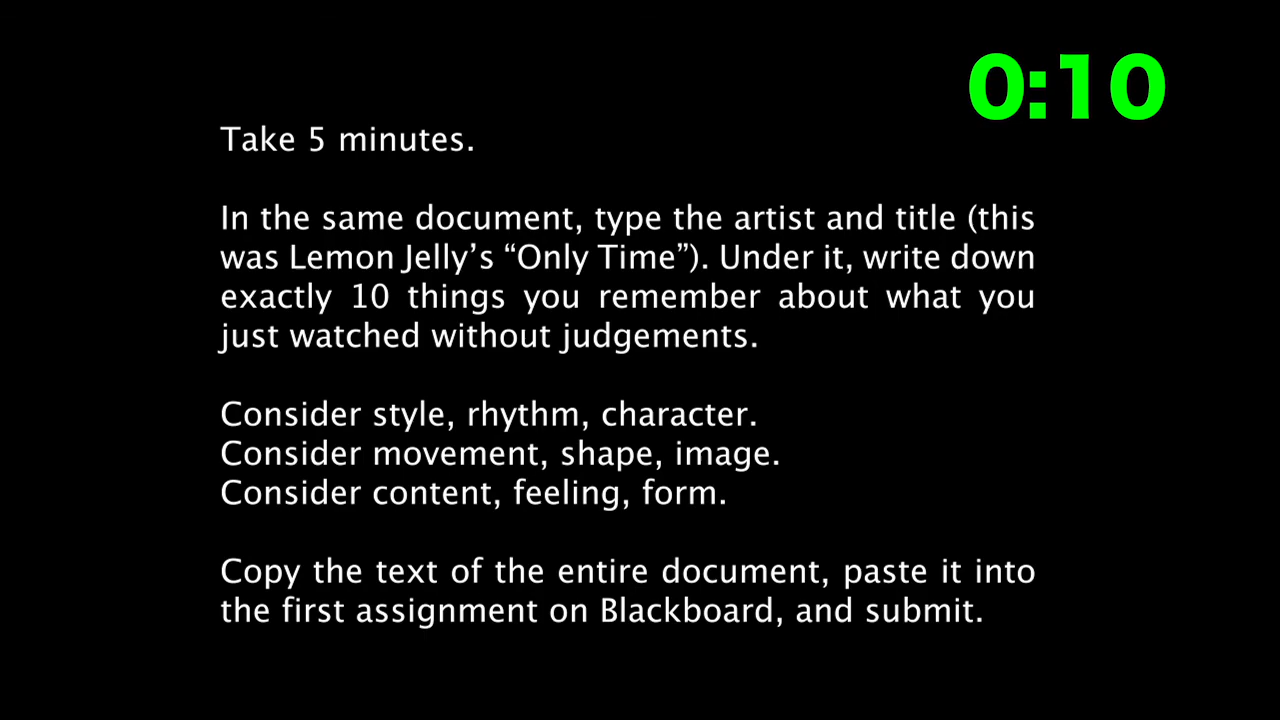 0:10
Take 5 minutes.
In the same document, type the artist and title (this
was Lemon Jelly’s “Only Time”). Under it, write down
exactly 10 things you remember about what you
just watched without judgements.
Consider style, rhythm, character.
Consider movement, shape, image.
Consider content, feeling, form.
Copy the text of the entire document, paste it into
the first assignment on Blackboard, and submit.